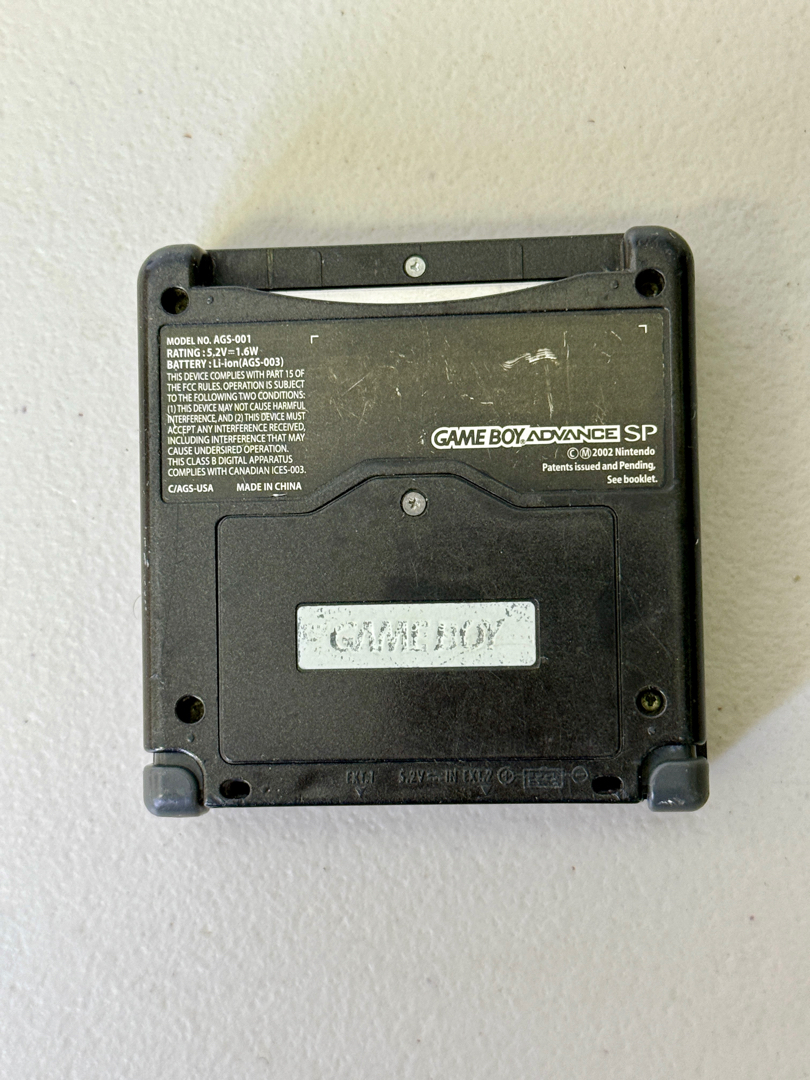 MODEL NO. AGS-001
RATING : 5.2V⎓1.6W
BATTERY : Li-ion(AGS-003)
THIS DEVICE COMPLIES WITH PART 15 OF
THE FCC RULES. OPERATION IS SUBJECT
TO THE FOLLOWING TWO CONDITIONS:
(1) THIS DEVICE MAY NOT CAUSE HARMFUL
INTERFERENCE, AND (2) THIS DEVICE MUST
ACCEPT ANY INTERFERENCE RECEIVED,
INCLUDING INTERFERENCE THAT MAY
CAUSE UNDERSIRED OPERATION.
THIS CLASS B DIGITAL APPARATUS
COMPLIES WITH CANADIAN ICES-003.
C/AGS-USA MADE IN CHINA
GAME BOY ADVANCE SP
©Ⓜ2002 Nintendo
Patents issued and Pending,
See booklet.
GAME BOY
EXT.1 5.2V⎓IN EXT.2